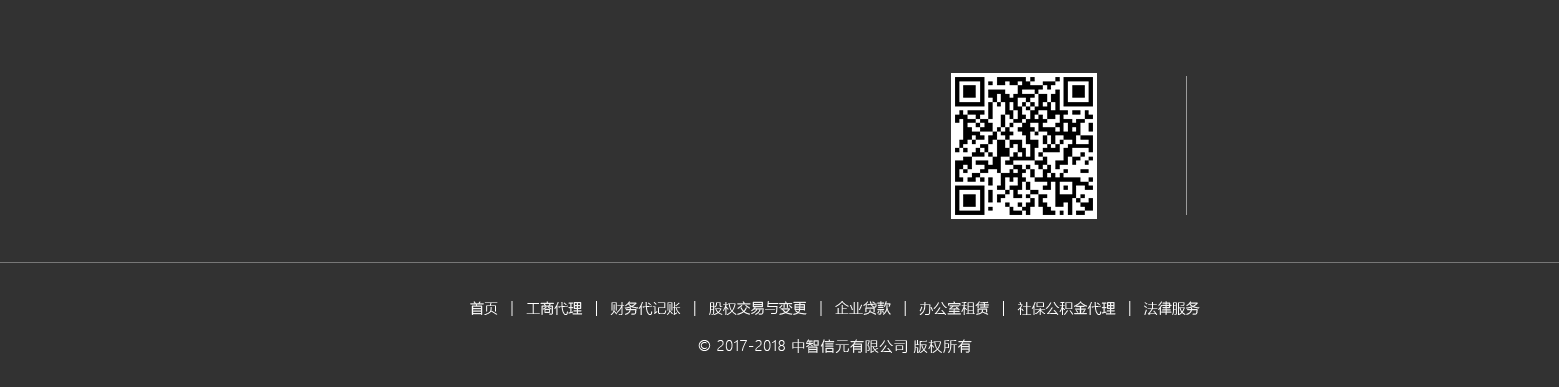 首页 | 工商代理 | 财务代记账 | 股权交易与变更 | 企业贷款 | 办公室租赁 | 社保公积金代理 | 法律服务
© 2017-2018 中智信元有限公司 版权所有